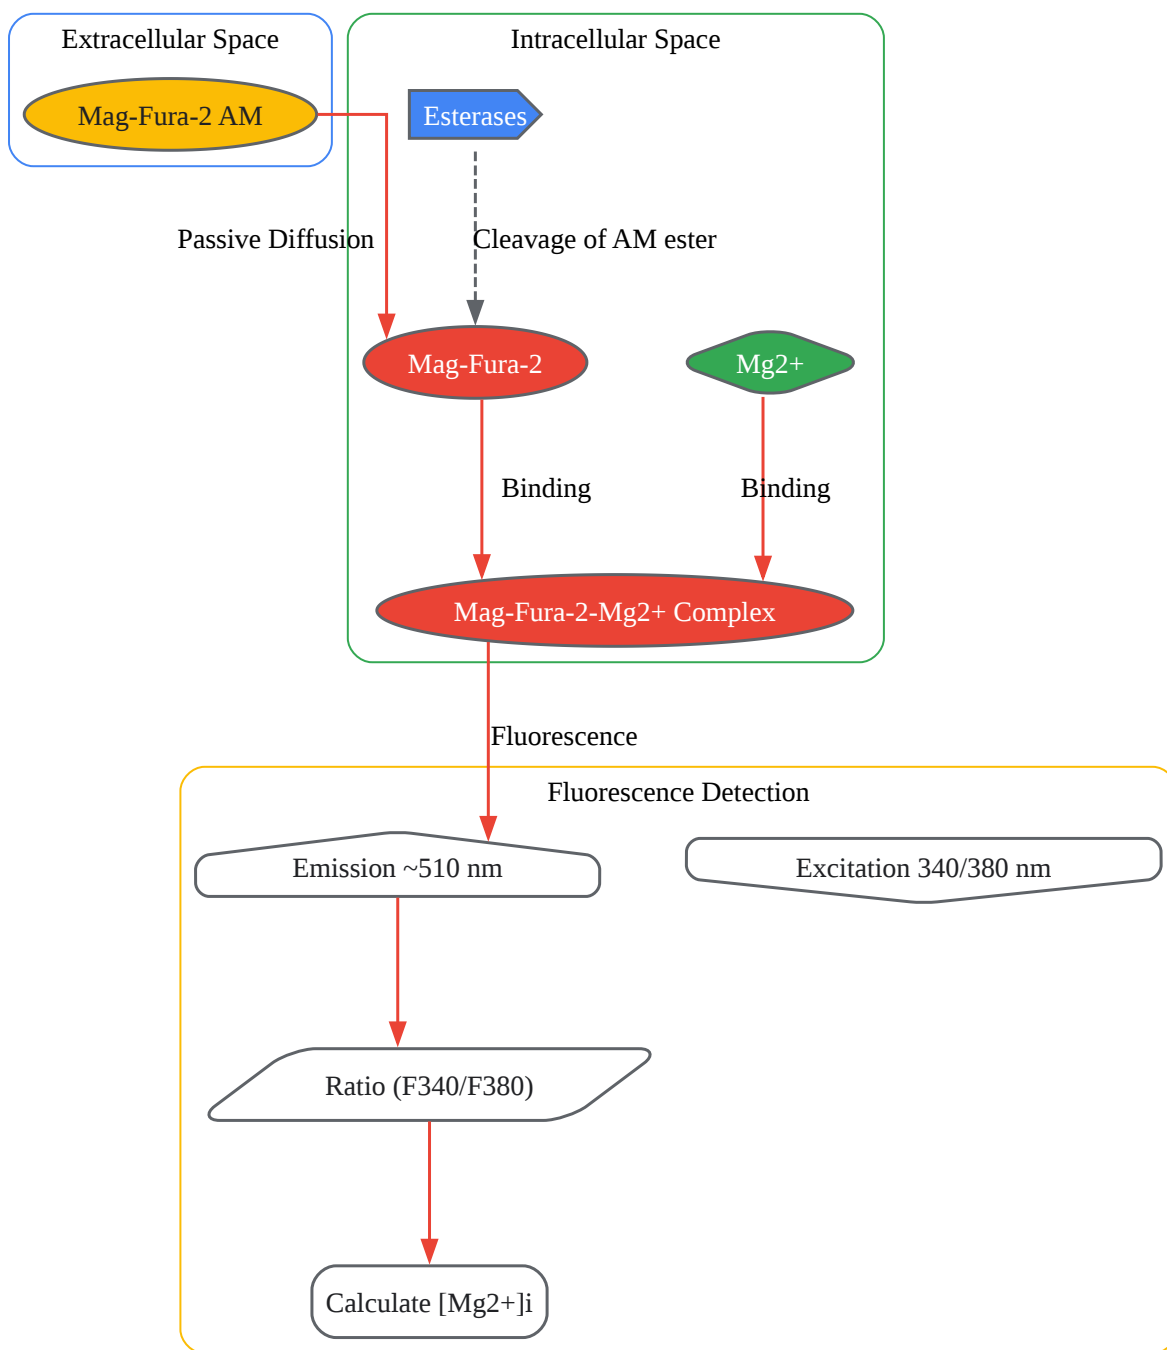 Extracellular Space
Intracellular Space
Mag-Fura-2 AM
Esterases
Passive Diffusion
Cleavage of AM ester
Mag-Fura-2
Mg2+
Binding
Binding
Mag-Fura-2-Mg2+ Complex
Fluorescence
Fluorescence Detection
Emission ~510 nm
Excitation 340/380 nm
Ratio (F340/F380)
Calculate [Mg2+]i